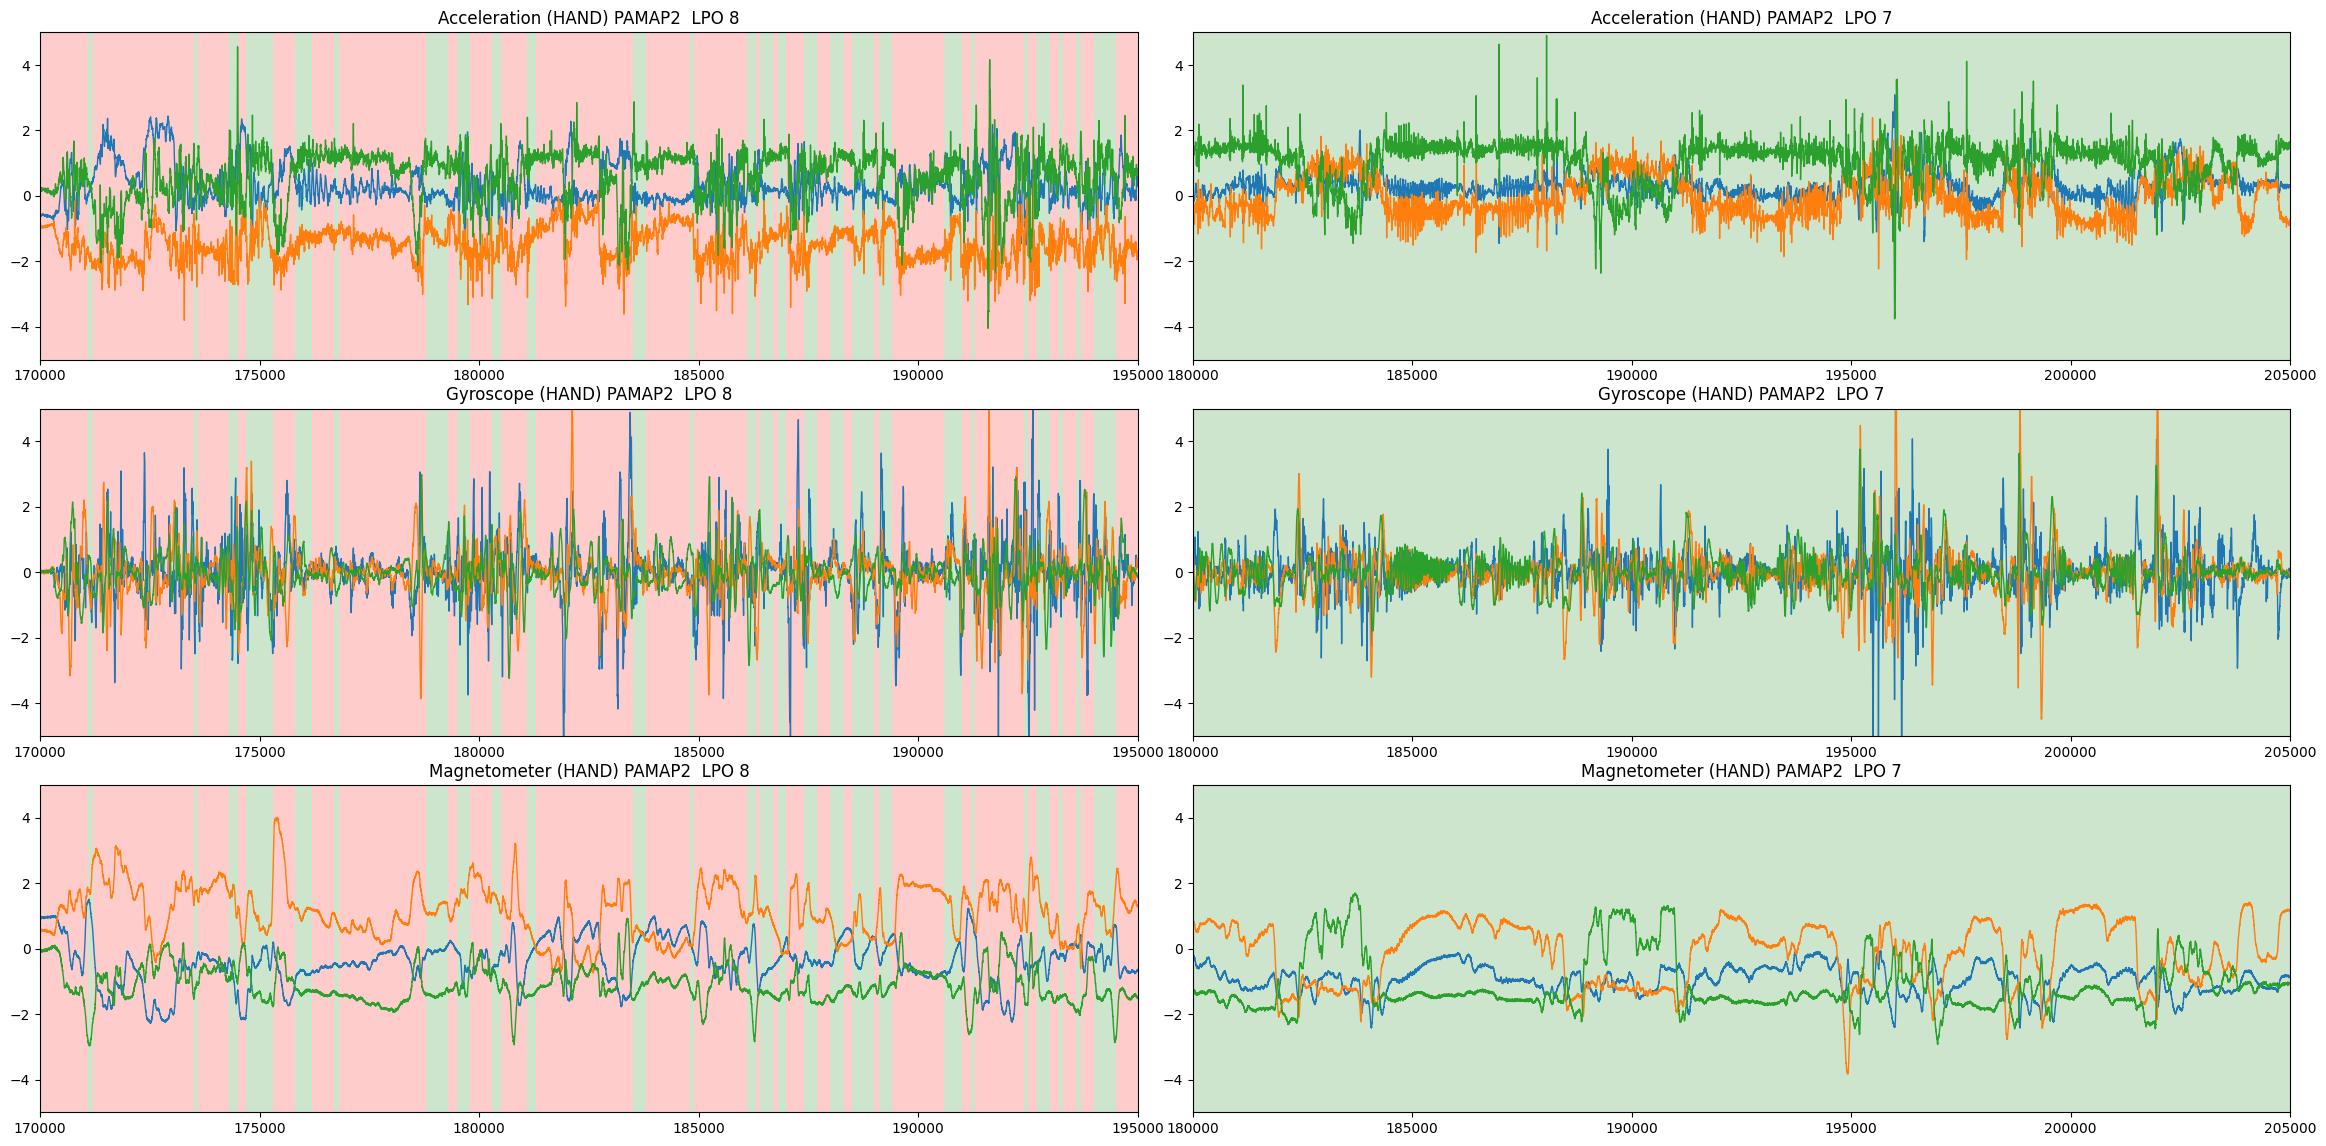 Acceleration (HAND) PAMAP2  LPO 8
4
2
0
−2
−4
170000 175000 180000 185000 190000 195000
Acceleration (HAND) PAMAP2  LPO 7
4
2
0
−2
−4
180000 185000 190000 195000 200000 205000
Gyroscope (HAND) PAMAP2  LPO 8
4
2
0
−2
−4
170000 175000 180000 185000 190000 195000
Gyroscope (HAND) PAMAP2  LPO 7
4
2
0
−2
−4
180000 185000 190000 195000 200000 205000
Magnetometer (HAND) PAMAP2  LPO 8
4
2
0
−2
−4
170000 175000 180000 185000 190000 195000
Magnetometer (HAND) PAMAP2  LPO 7
4
2
0
−2
−4
180000 185000 190000 195000 200000 205000